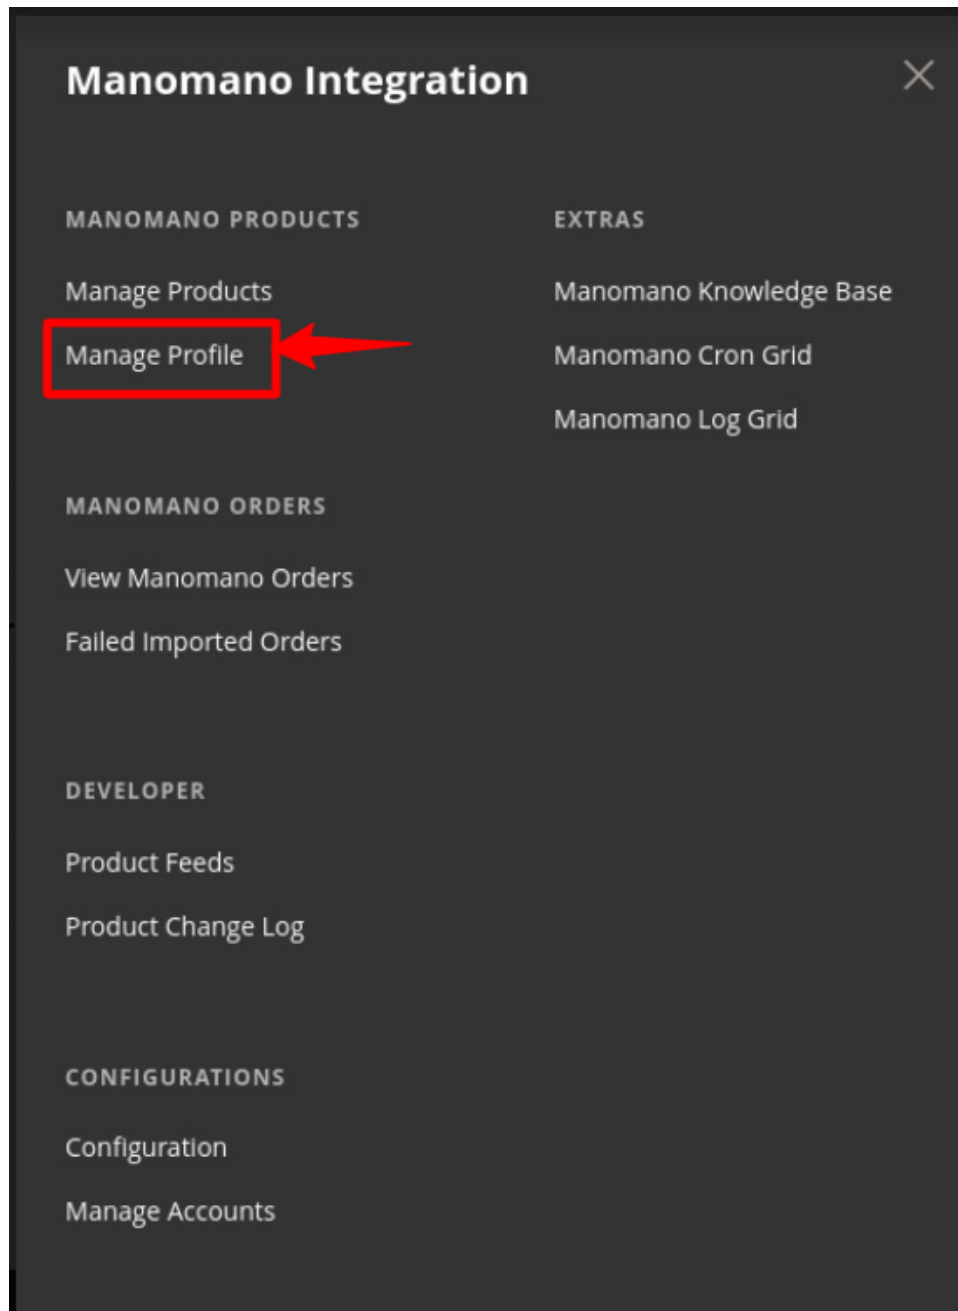 Manomano Integration
MANOMANO PRODUCTS
Manage Products
Manage Profile
EXTRAS
Manomano Knowledge Base
Manomano Cron Grid
Manomano Log Grid
MANOMANO ORDERS
View Manomano Orders
Failed Imported Orders
DEVELOPER
Product Feeds
Product Change Log
CONFIGURATIONS
Configuration
Manage Accounts